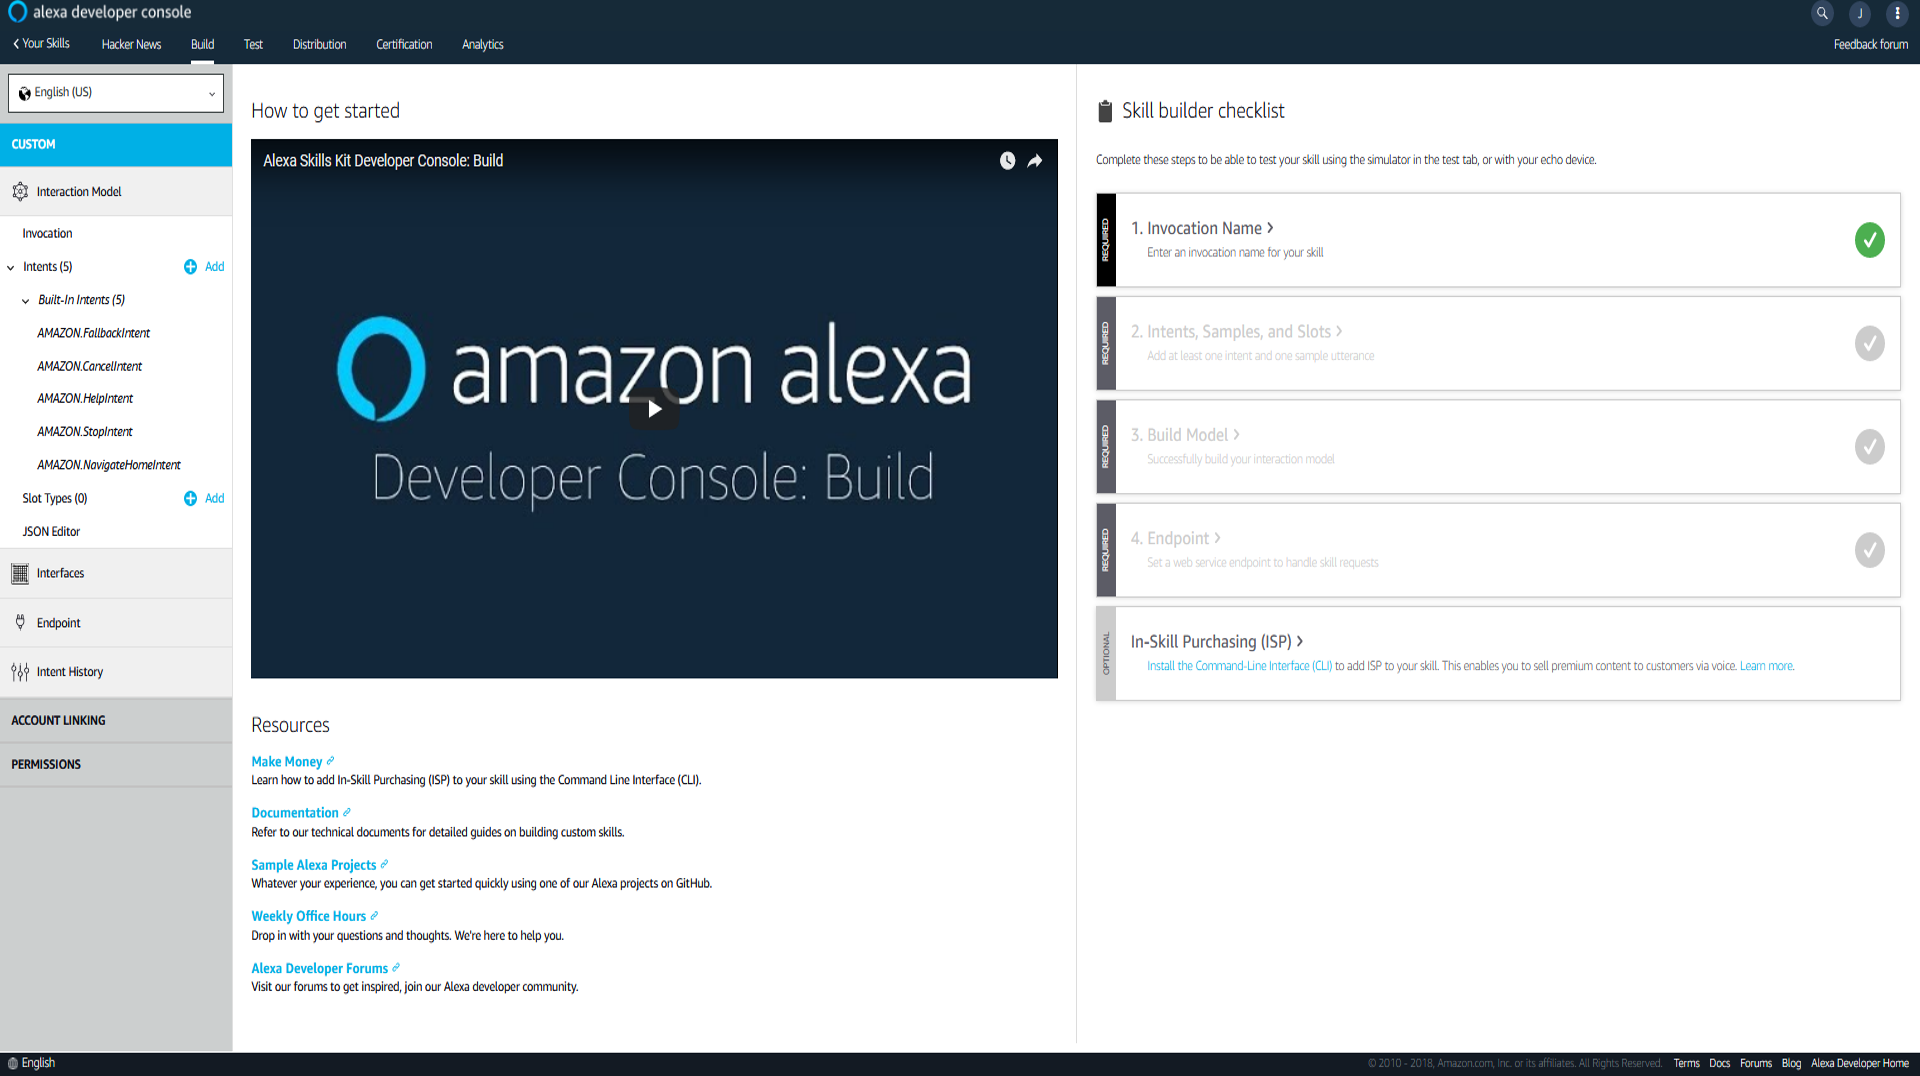 alexa developer console
J
Your Skills
Hacker News
Build
Test
Distribution
Certification
Analytics
Feedback forum
English (US)
CUSTOM
Interaction Model
Invocation
Intents (5)
Add
Built-In Intents (5)
AMAZON.FallbackIntent
AMAZON.CancelIntent
AMAZON.HelpIntent
AMAZON.StopIntent
AMAZON.NavigateHomeIntent
Slot Types (0)
Add
JSON Editor
Interfaces
Endpoint
Intent History
ACCOUNT LINKING
PERMISSIONS
How to get started
Alexa Skills Kit Developer Console: Build
amazon alexa
Developer Console: Build
Resources
Make Money
Learn how to add In-Skill Purchasing (ISP) to your skill using the Command Line Interface (CLI).
Documentation
Refer to our technical documents for detailed guides on building custom skills.
Sample Alexa Projects
Whatever your experience, you can get started quickly using one of our Alexa projects on GitHub.
Weekly Office Hours
Drop in with your questions and thoughts. We're here to help you.
Alexa Developer Forums
Visit our forums to get inspired, join our Alexa developer community.
Skill builder checklist
Complete these steps to be able to test your skill using the simulator in the test tab, or with your echo device.
REQUIRED
1. Invocation Name
Enter an invocation name for your skill
REQUIRED
2. Intents, Samples, and Slots
Add at least one intent and one sample utterance
REQUIRED
3. Build Model
Successfully build your interaction model
REQUIRED
4. Endpoint
Set a web service endpoint to handle skill requests
OPTIONAL
In-Skill Purchasing (ISP)
Install the Command-Line Interface (CLI) to add ISP to your skill. This enables you to sell premium content to customers via voice. Learn more.
English
© 2010 - 2018, Amazon.com, Inc. or its affiliates. All Rights Reserved.
Terms
Docs
Forums
Blog
Alexa Developer Home